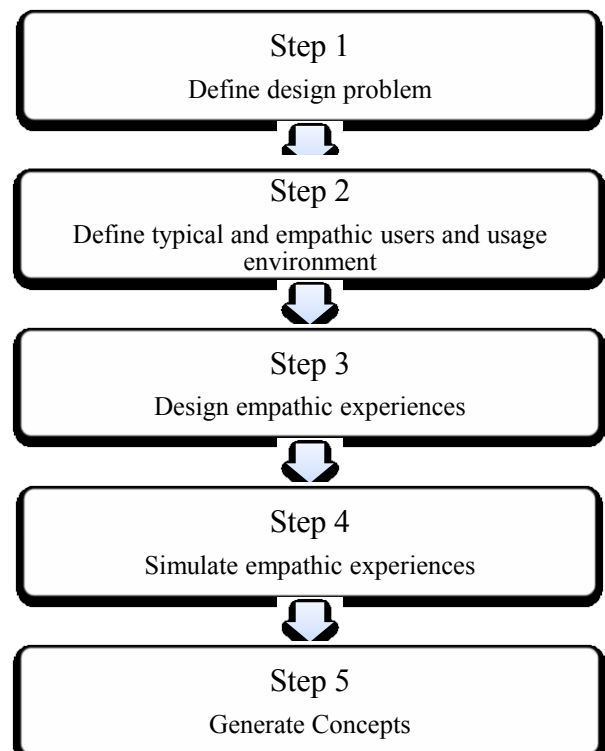 Step 1
Define design problem
Step 2
Define typical and empathic users and usage
environment
Step 3
Design empathic experiences
Step 4
Simulate empathic experiences
Step 5
Generate Concepts